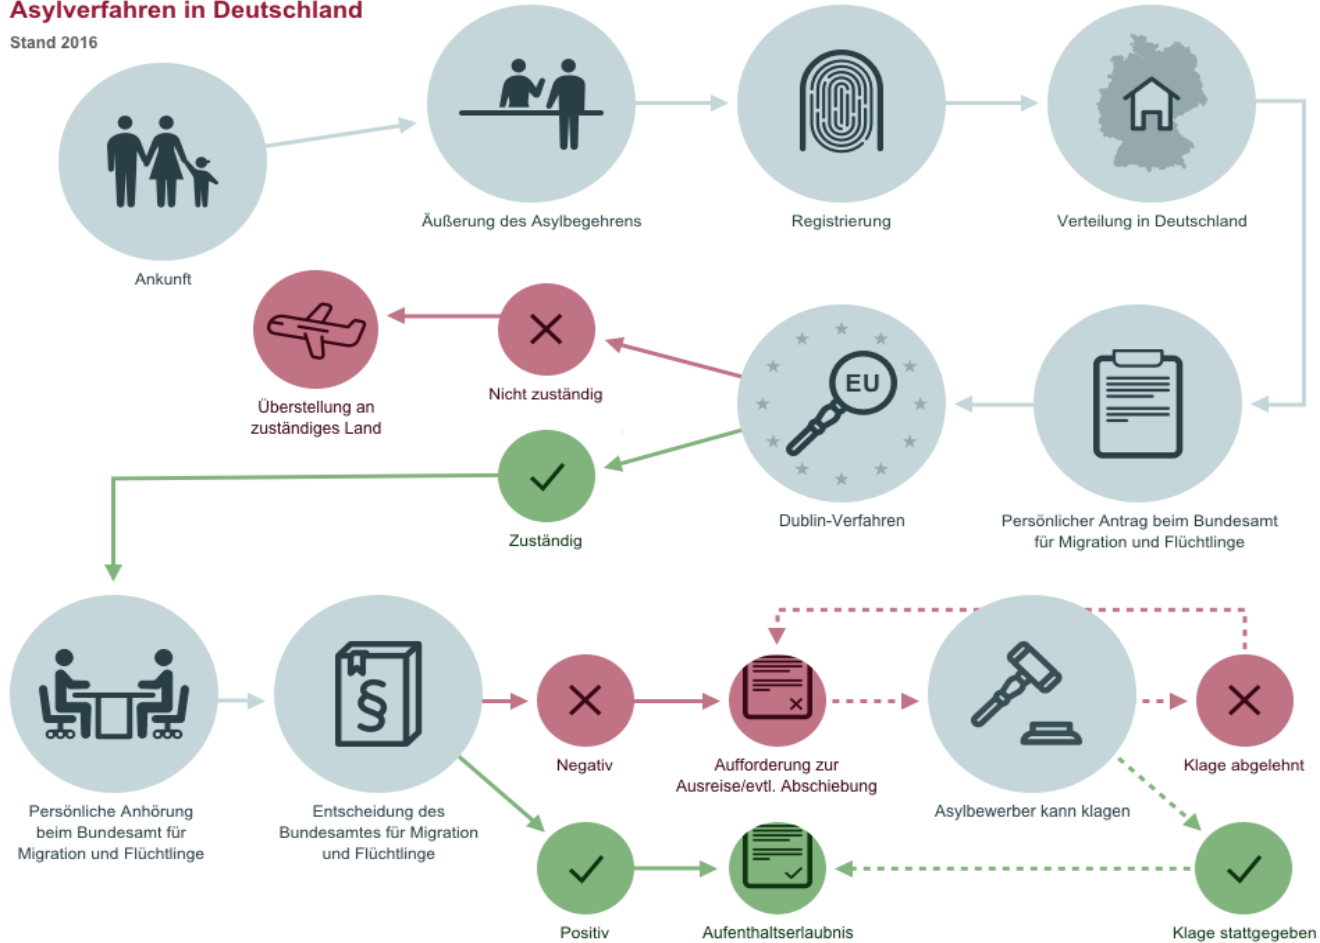 Asylverfahren in Deutschland
Stand 2016
Ankunft
Äußerung des Asylbegehrens
Registrierung
Verteilung in Deutschland
Persönlicher Antrag beim Bundesamt
für Migration und Flüchtlinge
EU
Dublin-Verfahren
Nicht zuständig
Überstellung an
zuständiges Land
Zuständig
Persönliche Anhörung
beim Bundesamt für
Migration und Flüchtlinge
§
Entscheidung des
Bundesamtes für Migration
und Flüchtlinge
Negativ
Aufforderung zur
Ausreise/evtl. Abschiebung
Asylbewerber kann klagen
Klage abgelehnt
Positiv
Aufenthaltserlaubnis
Klage stattgegeben